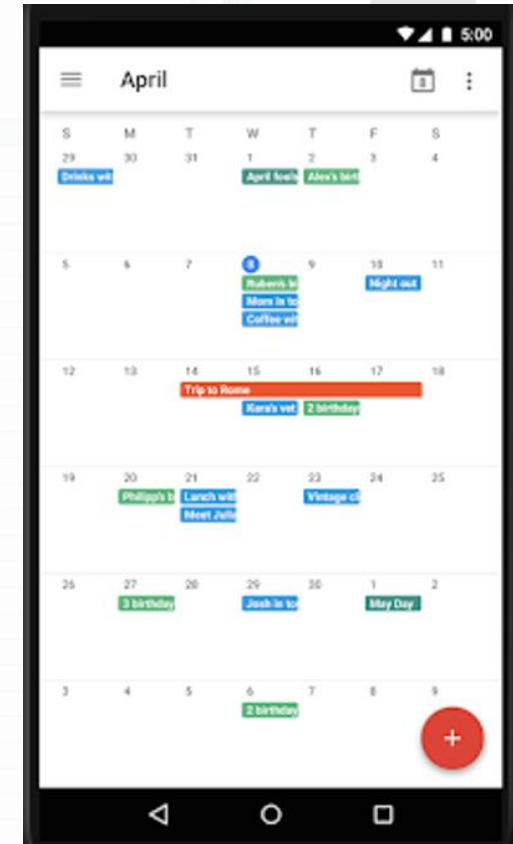 5:00
April
8
S M T W T F S
29 30 31 1 2 3 4
Drinks wit April fools Alex's birt
5 6 7 8 9 10 11
Ruben's bi Night out
Mom in to
Coffee wit
12 13 14 15 16 17 18
Trip to Rome
Kara's vet 2 birthday
19 20 21 22 23 24 25
Philipp's b Lunch wit Vintage cl
Meet Julie
26 27 28 29 30 1 2
3 birthday Josh in to May Day
3 4 5 6 7 8 9
2 birthday
+